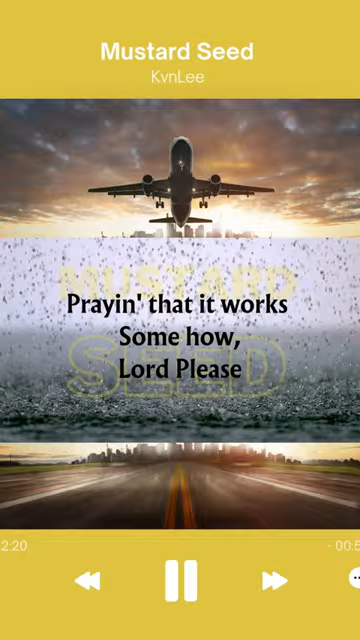 Mustard Seed
KvnLee
MUSTARD
Prayin' that it works
Some how,
SEED
Lord Please
2:20
- 00:5